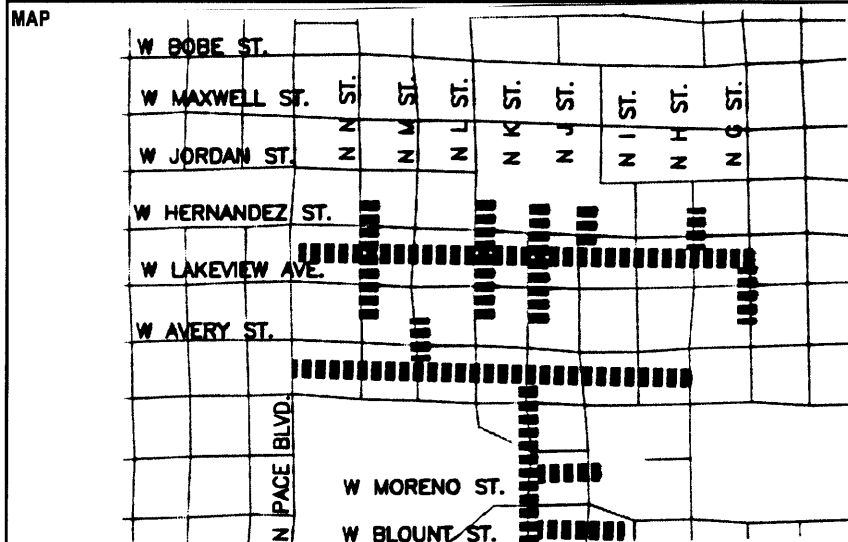 MAP
W BOBE ST.
W MAXWELL ST.
W JORDAN ST.
W HERNANDEZ ST.
W LAKEVIEW AVE.
W AVERY ST.
N N ST.
N M ST.
N L ST.
N K ST.
N J ST.
N I ST.
N H ST.
N G ST.
N PACE BLVD.
W MORENO ST.
W BLOUNT ST.